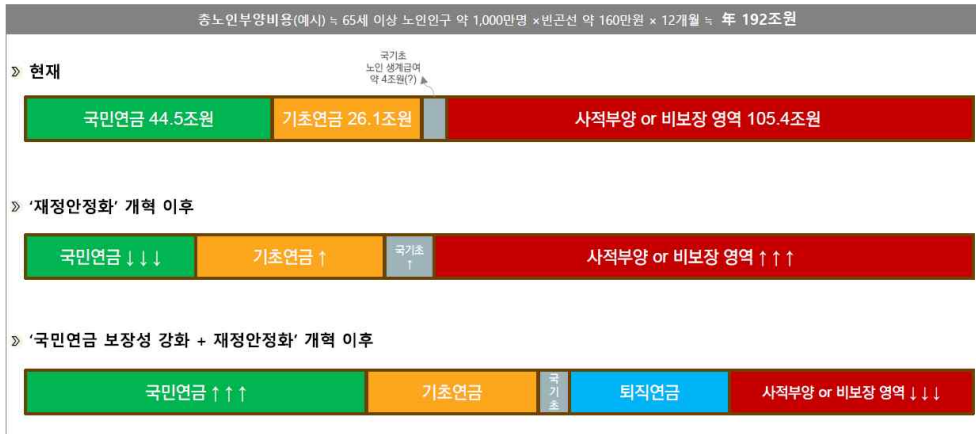 총노인부양비용(예시) ≒ 65세 이상 노인인구 약 1,000만명 ×빈곤선 약 160만원 × 12개월 ≒ 年 192조원
국기초
노인 생계급여
약 4조원(?)
» 현재
국민연금 44.5조원 기초연금 26.1조원 사적부양 or 비보장 영역 105.4조원
» ‘재정안정화’ 개혁 이후
국민연금↓↓↓ 기초연금↑ 국기초 사적부양 or 비보장 영역↑↑↑
↑
» ‘국민연금 보장성 강화 + 재정안정화’ 개혁 이후
국민연금↑↑↑ 기초연금 국기초 퇴직연금 사적부양 or 비보장 영역↓↓↓